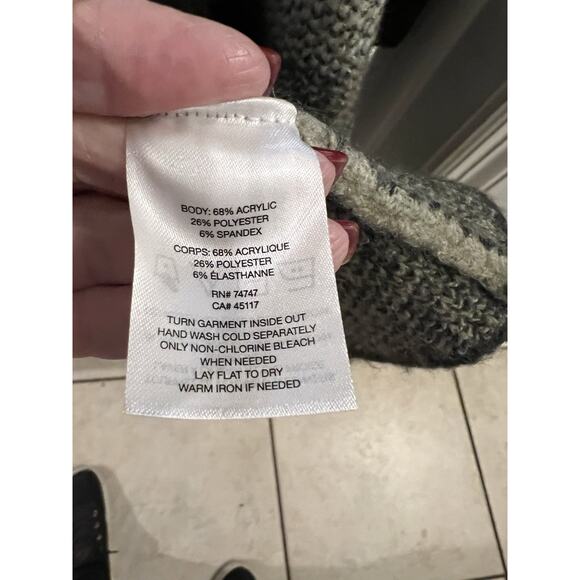 BODY: 68% ACRYLIC
26% POLYESTER
6% SPANDEX
CORPS: 68% ACRYLIQUE
26% POLYESTER
6% ÉLASTHANNE
RN# 74747
CA# 45117
TURN GARMENT INSIDE OUT
HAND WASH COLD SEPARATELY
ONLY NON-CHLORINE BLEACH
WHEN NEEDED
LAY FLAT TO DRY
WARM IRON IF NEEDED